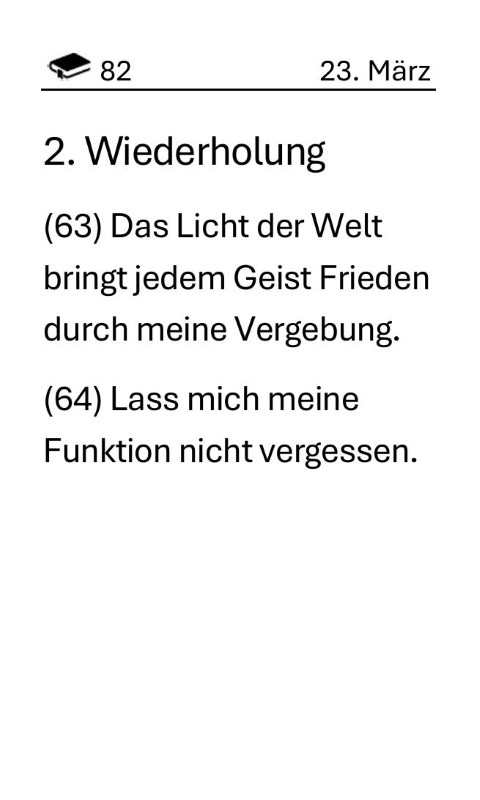 82 23. März
2. Wiederholung
(63) Das Licht der Welt
bringt jedem Geist Frieden
durch meine Vergebung.
(64) Lass mich meine
Funktion nicht vergessen.